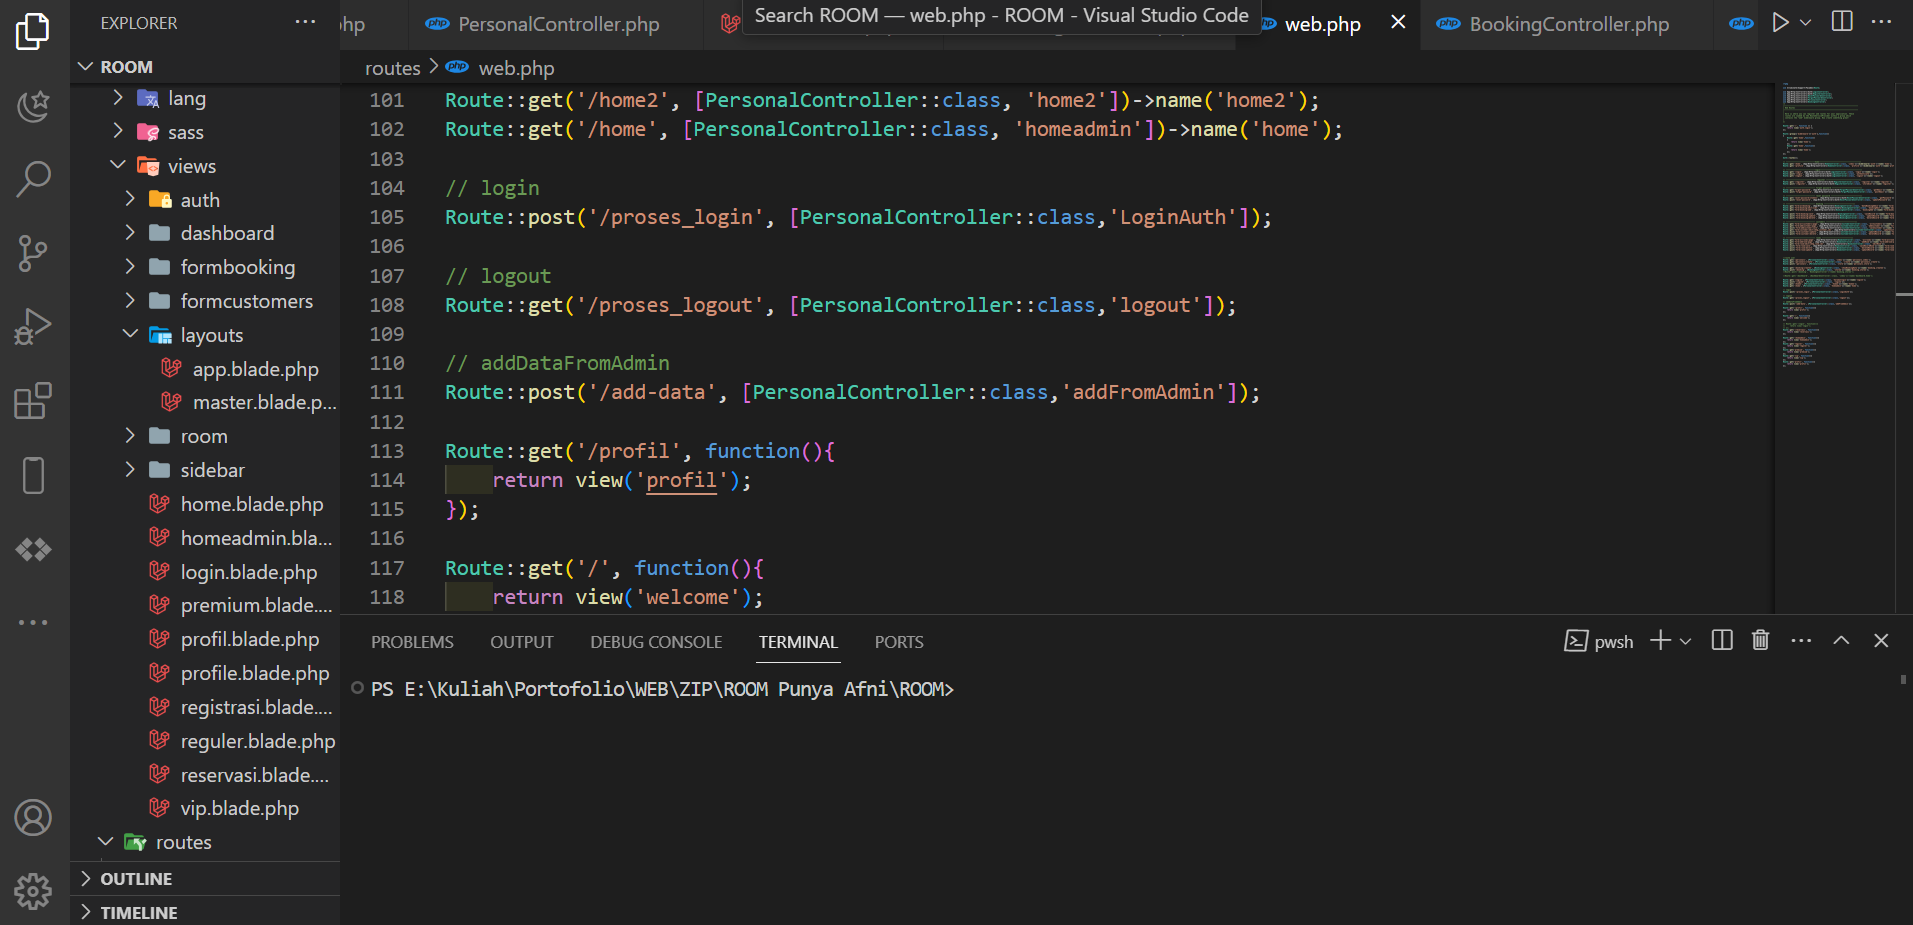 EXPLORER
ROOM
lang
sass
views
auth
dashboard
formbooking
formcustomers
layouts
app.blade.php
master.blade.p...
room
sidebar
home.blade.php
homeadmin.bla...
login.blade.php
premium.blade....
profil.blade.php
profile.blade.php
registrasi.blade....
reguler.blade.php
reservasi.blade....
vip.blade.php
routes
OUTLINE
TIMELINE
php PersonalController.php
Search ROOM — web.php - ROOM - Visual Studio Code
web.php
php BookingController.php
php
routes > php web.php
101 Route::get('/home2', [PersonalController::class, 'home2'])->name('home2');
102 Route::get('/home', [PersonalController::class, 'homeadmin'])->name('home');
103
104 // login
105 Route::post('/proses_login', [PersonalController::class,'LoginAuth']);
106
107 // logout
108 Route::get('/proses_logout', [PersonalController::class,'logout']);
109
110 // addDataFromAdmin
111 Route::post('/add-data', [PersonalController::class,'addFromAdmin']);
112
113 Route::get('/profil', function(){
114 return view('profil');
115 });
116
117 Route::get('/', function(){
118 return view('welcome');
PROBLEMS OUTPUT DEBUG CONSOLE TERMINAL PORTS
pwsh
PS E:\Kuliah\Portofolio\WEB\ZIP\ROOM Punya Afni\ROOM>